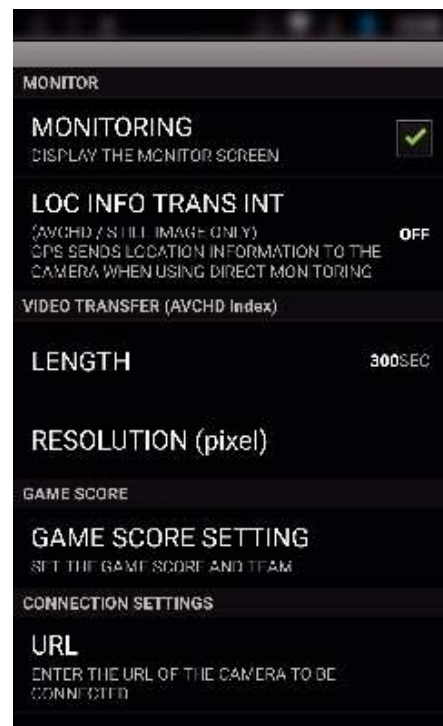 MONITOR
MONITORING
DISPLAY THE MONITOR SCREEN
LOC INFO TRANS INT
(AVCHD / STILL IMAGE ONLY)
OFF
GPS SENDS LOCATION INFORMATION TO THE
CAMERA WHEN USING DIRECT MONITORING
VIDEO TRANSFER (AVCHD Index)
LENGTH
300SEC
RESOLUTION (pixel)
GAME SCORE
GAME SCORE SETTING
SET THE GAME SCORE AND TEAM
CONNECTION SETTINGS
URL
ENTER THE URL OF THE CAMERA TO BE
CONNECTED